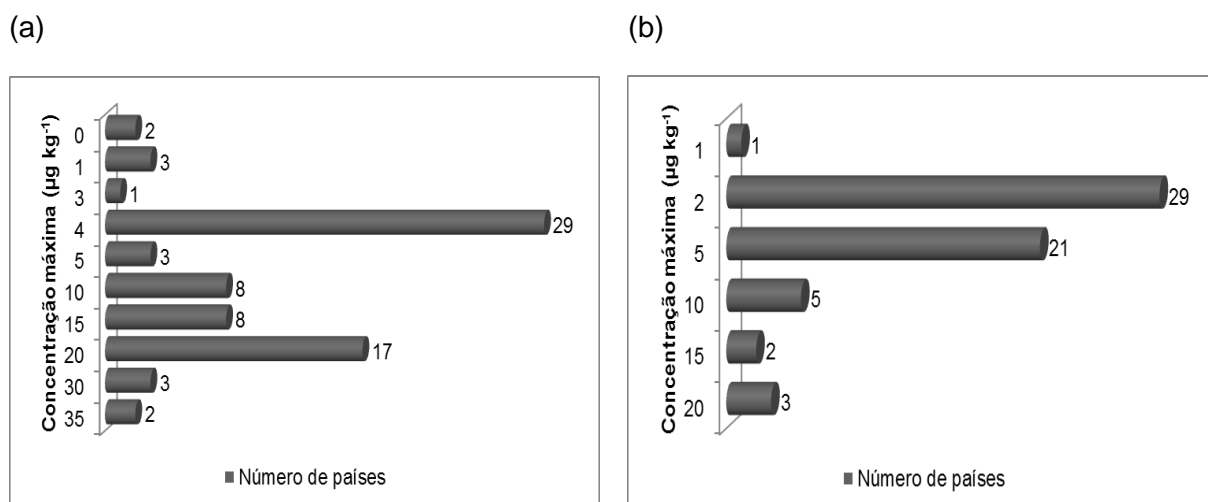 (a)
Concentração máxima (µg kg⁻¹)
0 2
1 3
3 1
4 29
5 3
10 8
15 8
20 17
30 3
35 2
Número de países
(b)
Concentração máxima (µg kg⁻¹)
1 1
2 29
5 21
10 5
15 2
20 3
Número de países